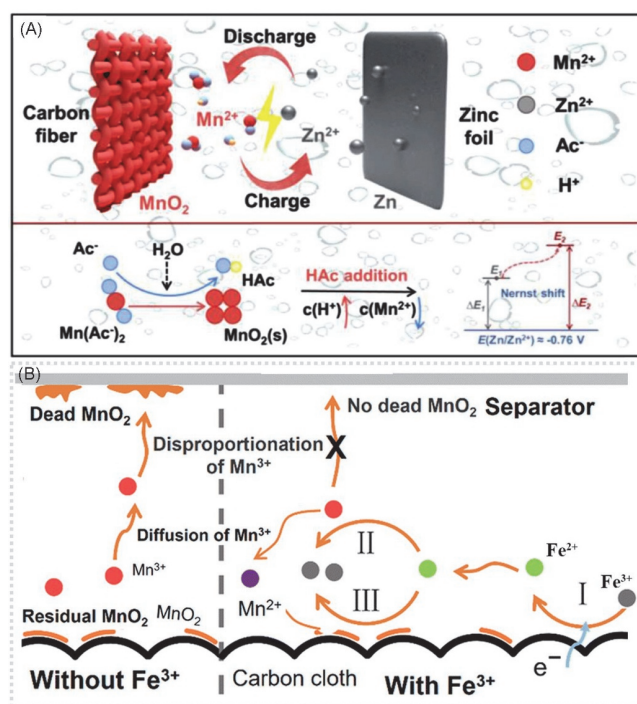 (A)
Discharge
Carbon
fiber
Mn²⁺
Zn²⁺
MnO₂
Charge
Zn
Zinc
foil
Mn²⁺
Zn²⁺
Ac⁻
H⁺
Ac⁻
H₂O
HAc
Mn(Ac⁻)₂
MnO₂(s)
HAc addition
c(H⁺) c(Mn²⁺)
E₂
E₁
Nernst shift
ΔE₁
ΔE₂
E(Zn/Zn²⁺) ≈ -0.76 V
(B)
Dead MnO₂
No dead MnO₂ Separator
Disproportionation
of Mn³⁺
X
Diffusion of Mn³⁺
Mn³⁺
II
Fe²⁺
Fe³⁺
I
III
Mn²⁺
Residual MnO₂ MnO₂
e⁻
Without Fe³⁺ Carbon cloth With Fe³⁺